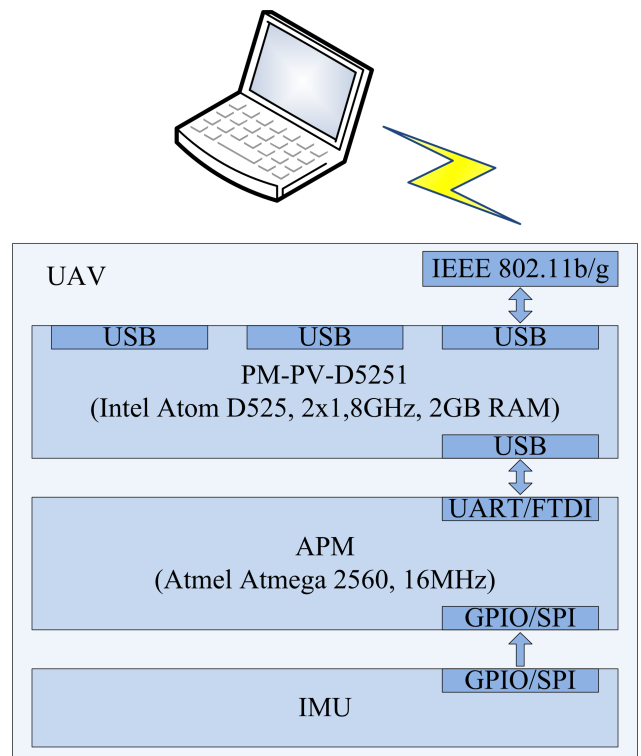 UAV
IEEE 802.11b/g
USB
USB
USB
PM-PV-D5251
(Intel Atom D525, 2x1,8GHz, 2GB RAM)
USB
UART/FTDI
APM
(Atmel Atmega 2560, 16MHz)
GPIO/SPI
GPIO/SPI
IMU